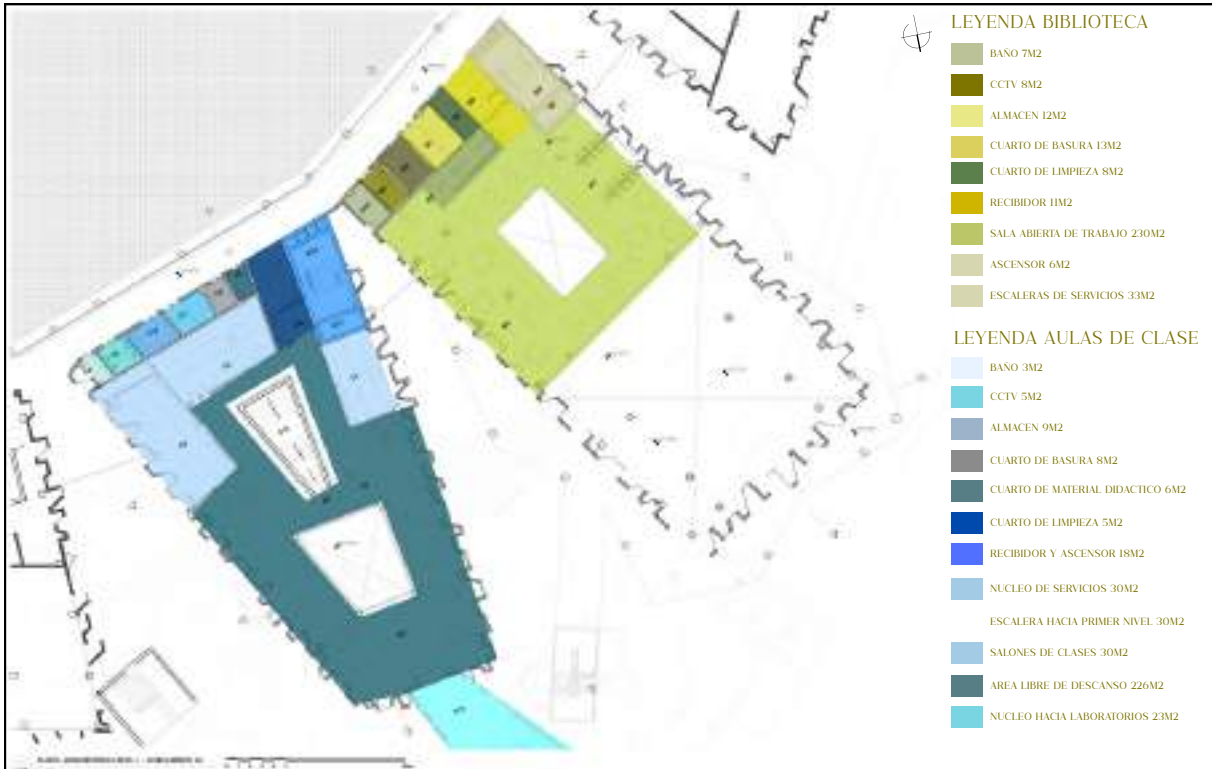 LEYENDA BIBLIOTECA
BAÑO 7M2
CCTV 8M2
ALMACEN 12M2
CUARTO DE BASURA 13M2
CUARTO DE LIMPIEZA 8M2
RECIBIDOR 11M2
SALA ABIERTA DE TRABAJO 230M2
ASCENSOR 6M2
ESCALERAS DE SERVICIOS 33M2
LEYENDA AULAS DE CLASE
BAÑO 3M2
CCTV 5M2
ALMACEN 9M2
CUARTO DE BASURA 8M2
CUARTO DE MATERIAL DIDACTICO 6M2
CUARTO DE LIMPIEZA 5M2
RECIBIDOR Y ASCENSOR 18M2
NUCLEO DE SERVICIOS 30M2
ESCALERA HACIA PRIMER NIVEL 30M2
SALONES DE CLASES 30M2
AREA LIBRE DE DESCANSO 226M2
NUCLEO HACIA LABORATORIOS 23M2